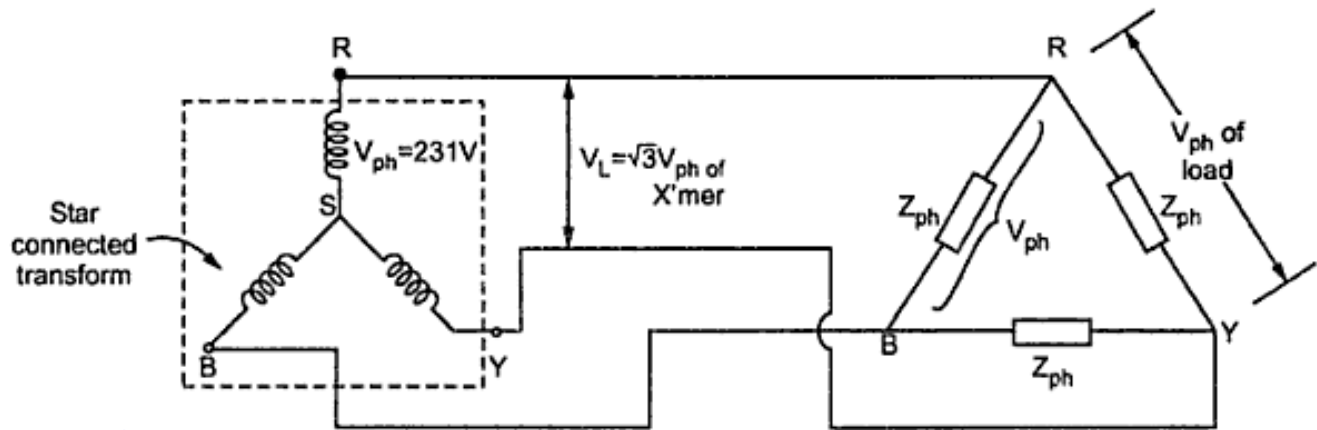 R
V_ph=231V
S
Star
connected
transform
B
Y
V_L=√3V_ph of
X'mer
R
V_ph of
load
Z_ph
V_ph
Z_ph
B
Y
Z_ph